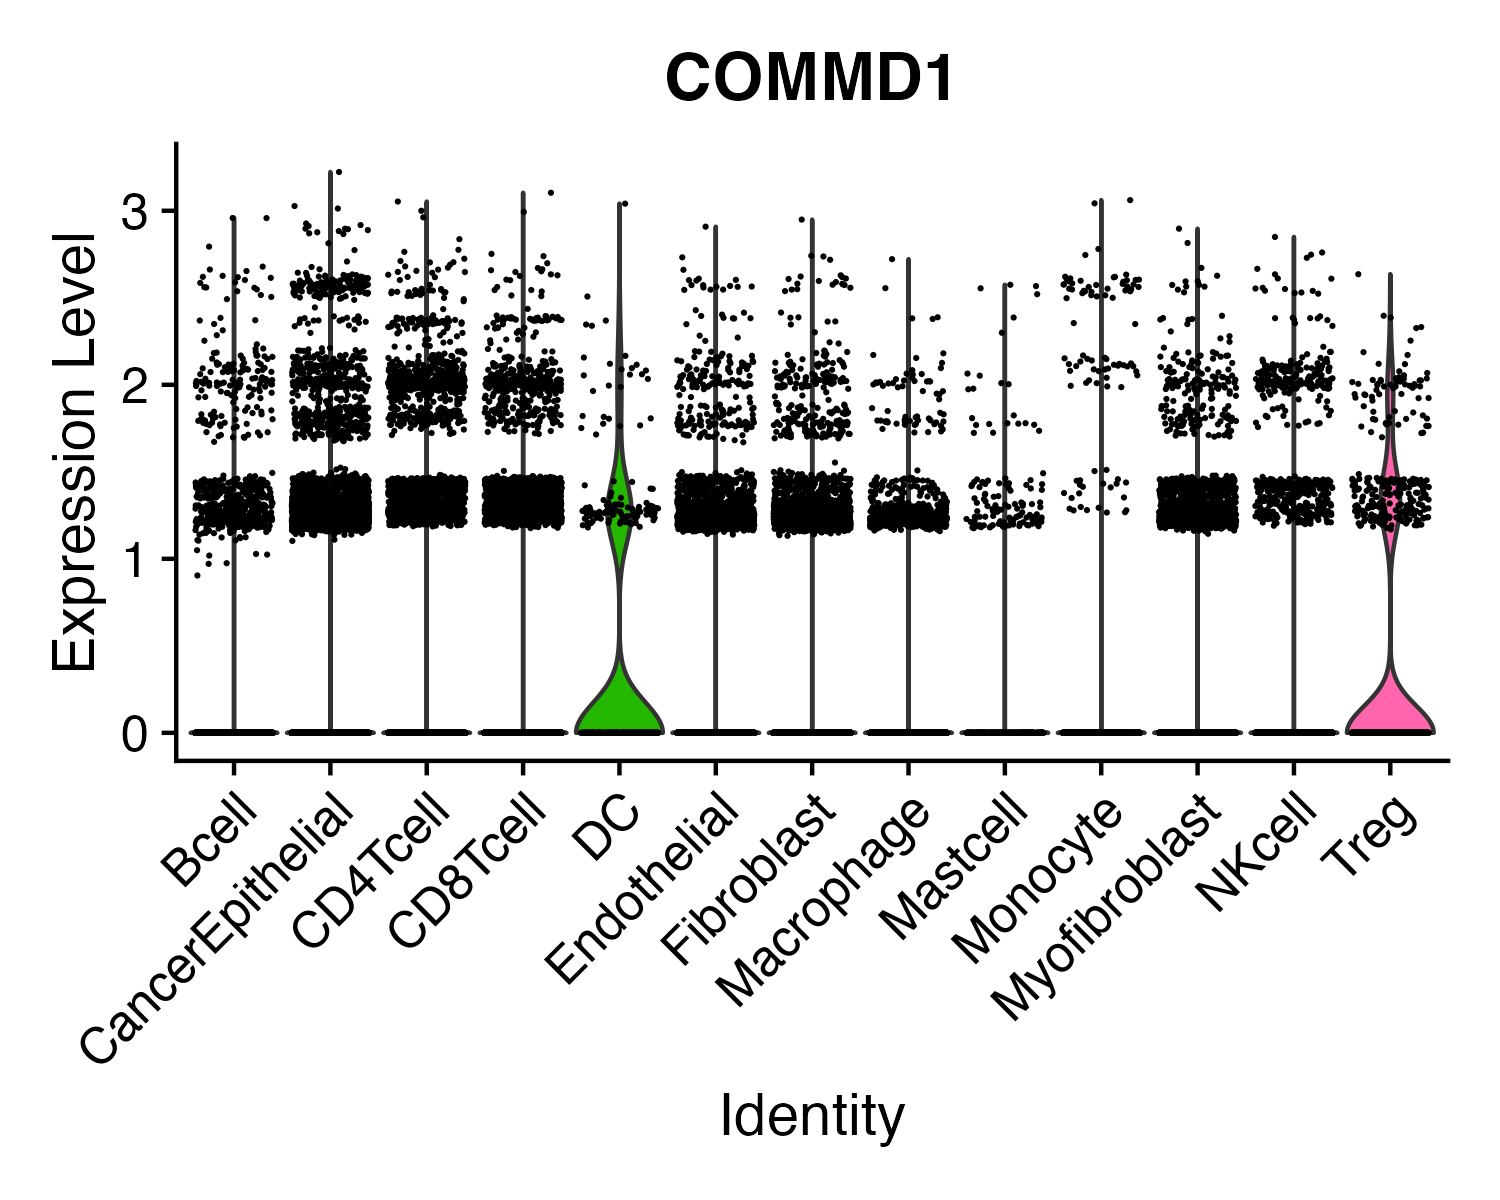 COMMD1
Expression Level
3
2
1
0
Bcell
CancerEpithelial
CD4Tcell
CD8Tcell
DC
Endothelial
Fibroblast
Macrophage
Mastcell
Monocyte
Myofibroblast
NKcell
Treg
Identity